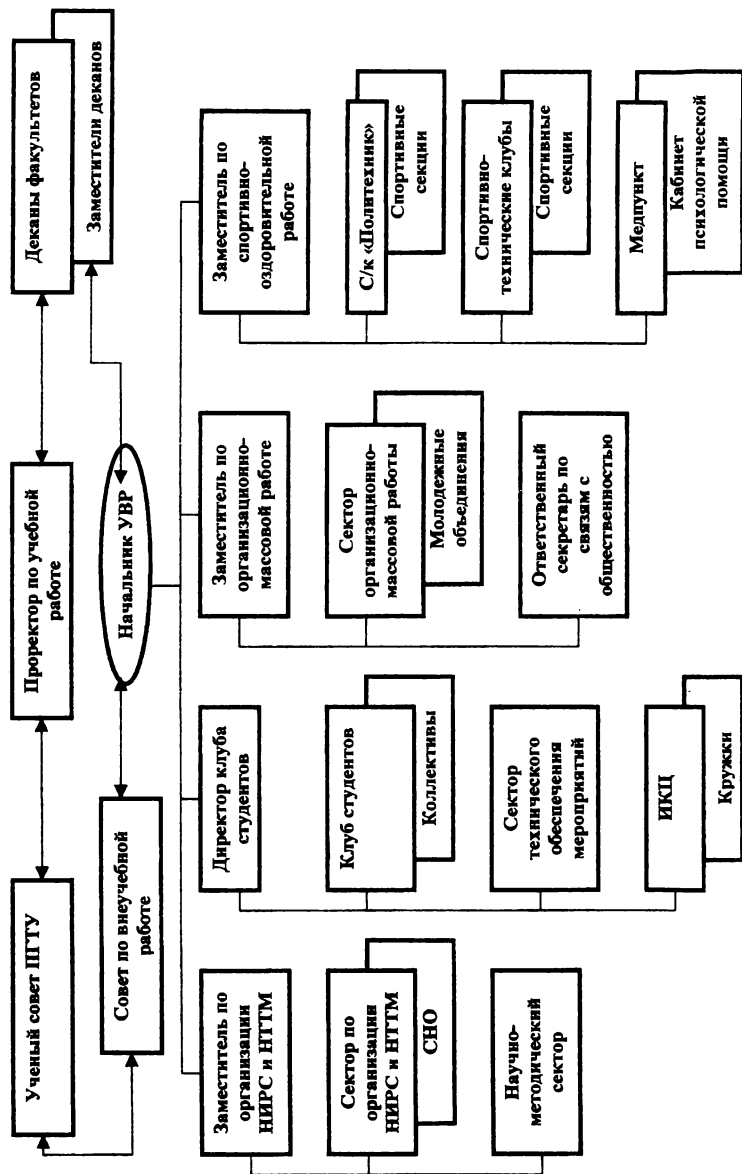 Ученый совет ПГТУ
Проректор по учебной
работе
Деканы факультетов
Заместители деканов
Совет по внеучебной
работе
Начальник УВР
Заместитель по
организации
НИРС и НТТМ
Сектор по
организации
НИРС и НТТМ
СНО
Научно-
методический
сектор
Директор клуба
студентов
Клуб студентов
Коллективы
Сектор
технического
обеспечения
мероприятий
ИКЦ
Кружки
Заместитель по
организационно-
массовой работе
Сектор
организационно-
массовой работы
Молодежные
объединения
Ответственный
секретарь по
связям с
общественностью
Заместитель по
спортивно-
оздоровительной
работе
С/к «Политехник»
Спортивные
секции
Спортивно-
технические клубы
Спортивные
секции
Медпункт
Кабинет
психологической
помощи